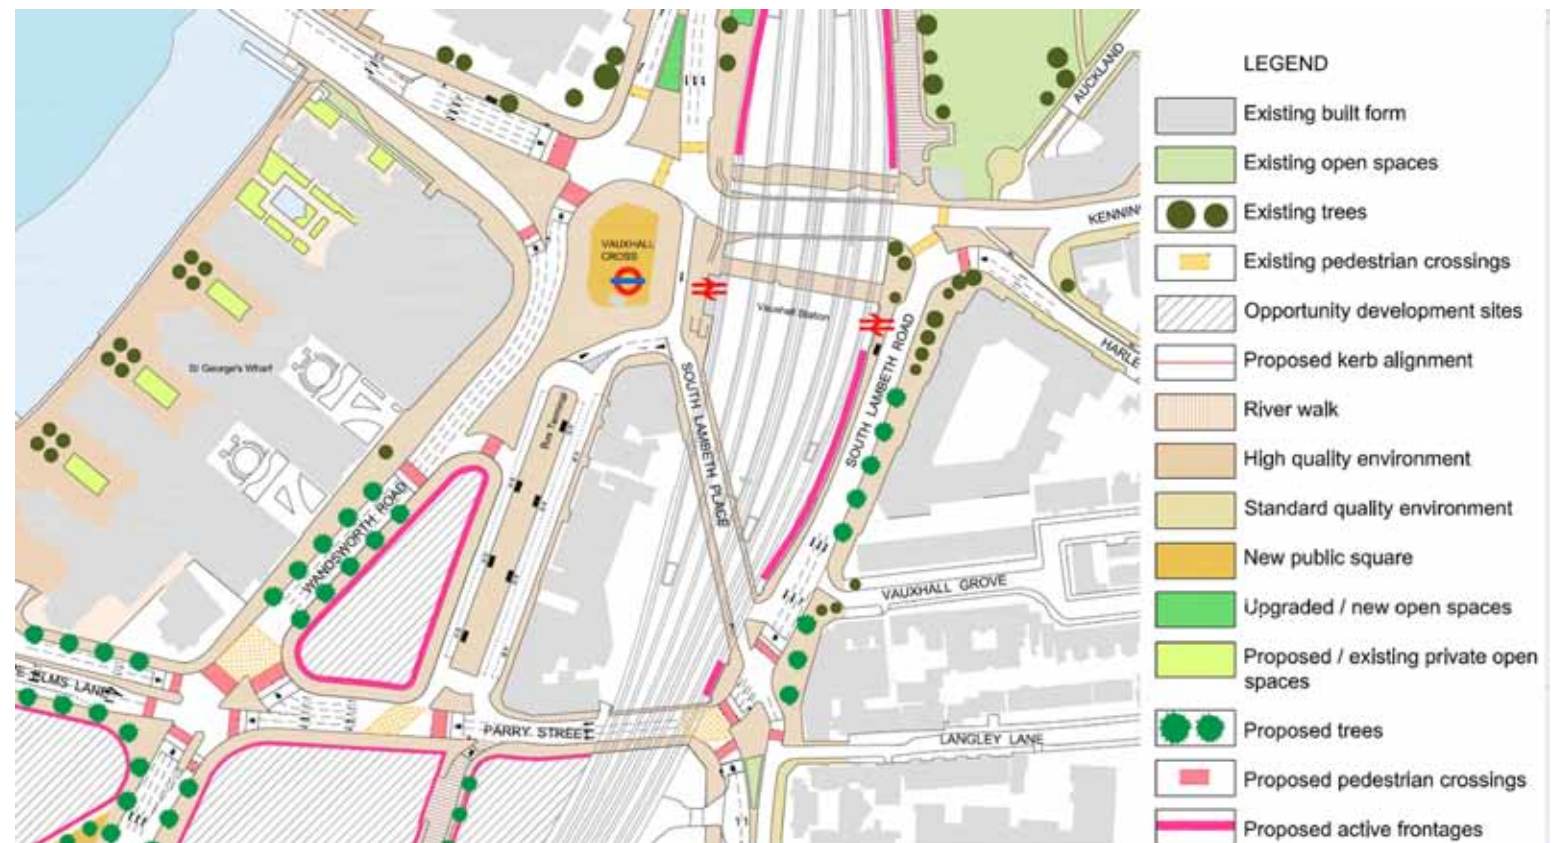 AUCKLAND
KENNIN
VAUXHALL
CROSS
Vauxhall Station
HARLE
St George's Wharf
Bus Terminal
SOUTH LAMBETH PLACE
SOUTH LAMBETH ROAD
WANDSWORTH ROAD
VAUXHALL GROVE
E ELMS LANE
PARRY STREET
LANGLEY LANE
LEGEND
Existing built form
Existing open spaces
Existing trees
Existing pedestrian crossings
Opportunity development sites
Proposed kerb alignment
River walk
High quality environment
Standard quality environment
New public square
Upgraded / new open spaces
Proposed / existing private open
spaces
Proposed trees
Proposed pedestrian crossings
Proposed active frontages